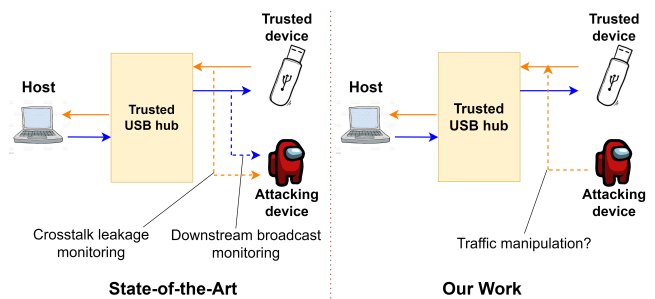 Trusted
device
Host
Trusted
USB hub
Attacking
device
Crosstalk leakage
monitoring
Downstream broadcast
monitoring
State-of-the-Art
Trusted
device
Host
Trusted
USB hub
Attacking
device
Traffic manipulation?
Our Work